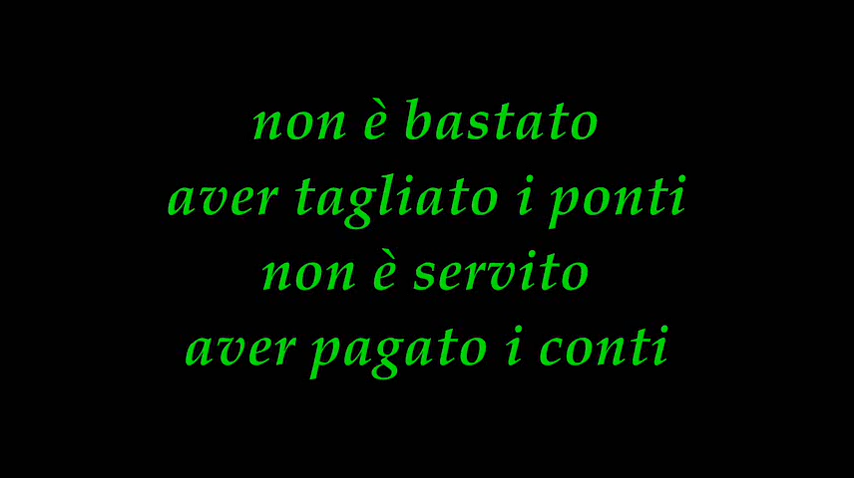 non è bastato
aver tagliato i ponti
non è servito
aver pagato i conti